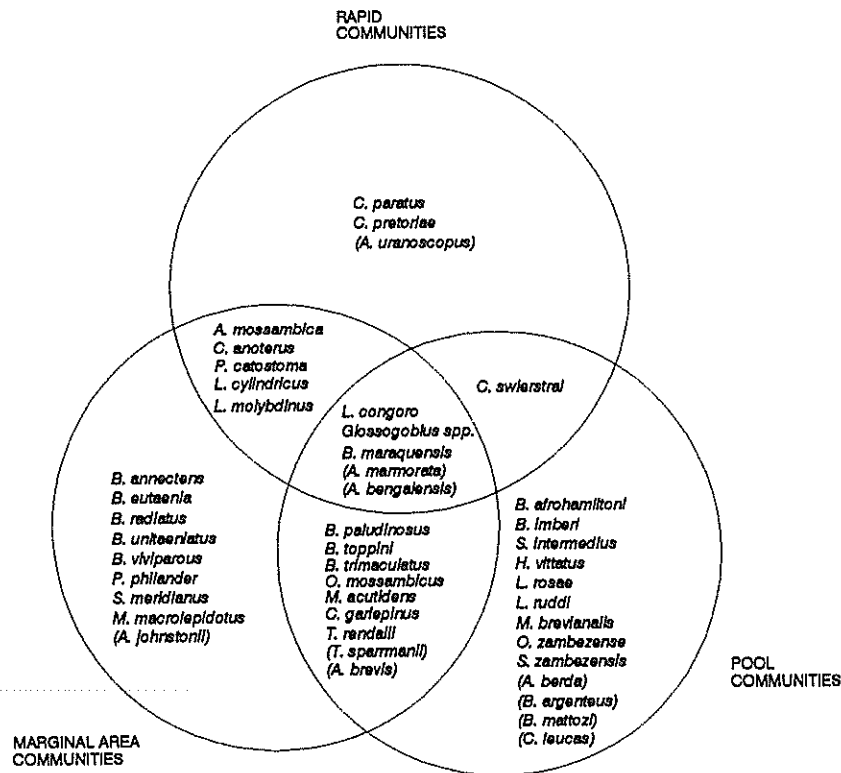 RAPID
COMMUNITIES
C. paratus
C. pretoriae
(A. uranoscopus)
A. mossambica
C. anoterus
P. catostoma
L. cylindricus
L. molybdinus
C. swierstrai
L. congoro
Glossogobius spp.
B. maraquensis
(A. marmorata)
(A. bengalensis)
B. annectens
B. eutaenia
B. radiatus
B. unitaeniatus
B. viviparous
P. philander
S. meridianus
M. macrolepidotus
(A. johnstonii)
B. paludinosus
B. toppini
B. trimaculatus
O. mossambicus
M. acutidens
C. gariepinus
T. rendalli
(T. sparrmanii)
(A. brevis)
B. afrohamiltoni
B. imberi
S. intermedius
H. vittatus
L. rosae
L. ruddi
M. brevianalis
O. zambezense
S. zambezensis
(A. berda)
(B. argenteus)
(B. mattozi)
(C. leucas)
POOL
COMMUNITIES
MARGINAL AREA
COMMUNITIES